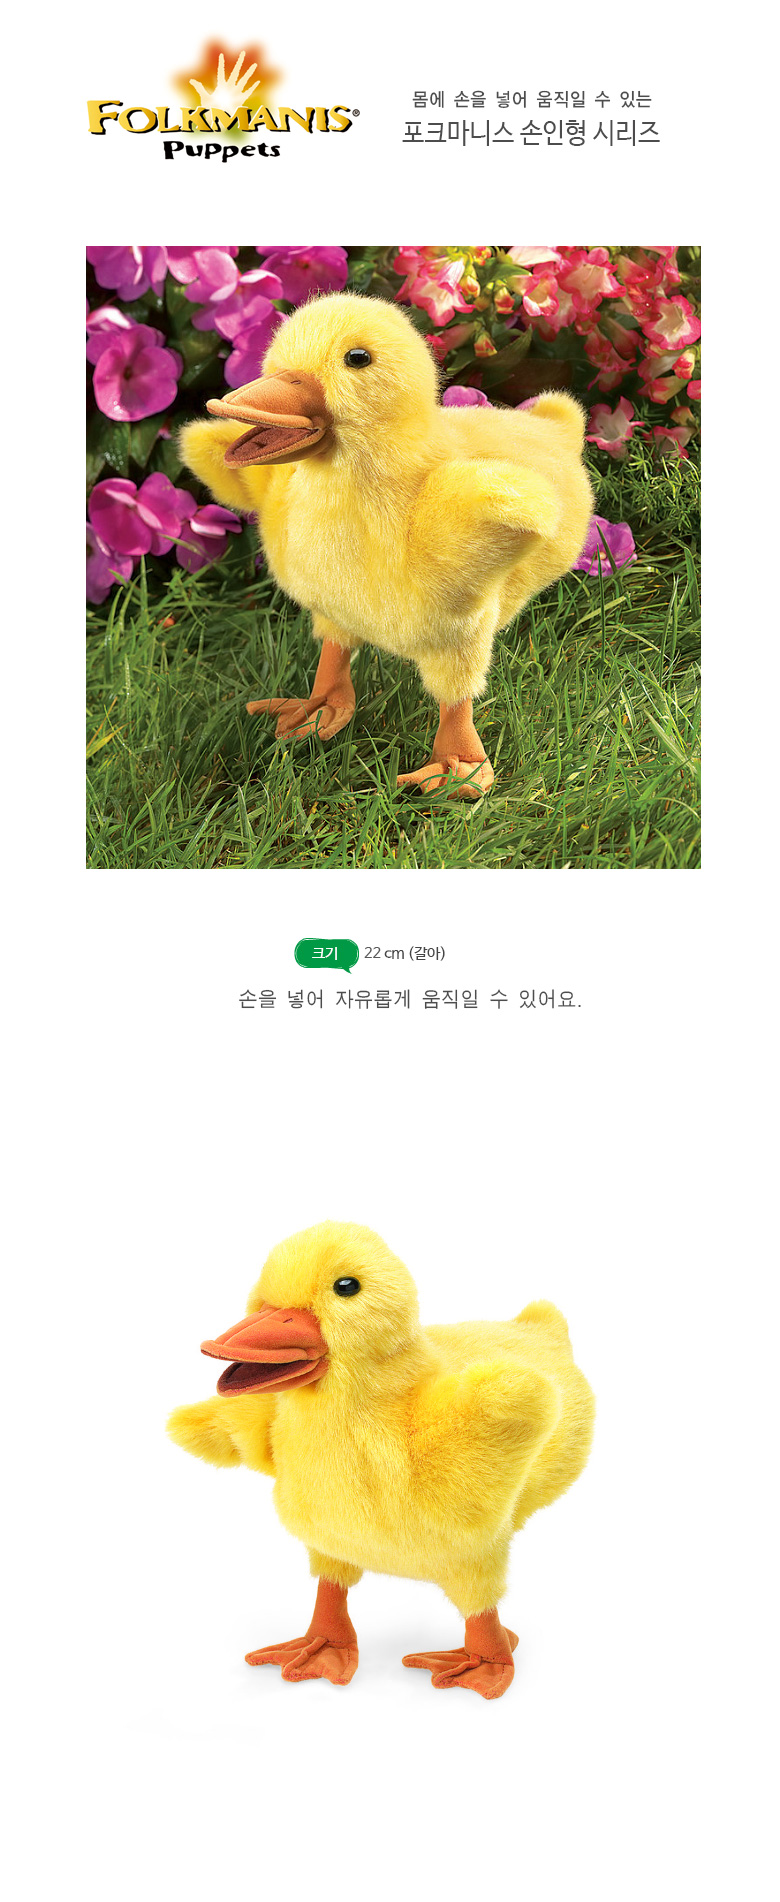 FOLKMANIS®
Puppets
몸에 손을 넣어 움직일 수 있는
포크마니스 손인형 시리즈
크기 22 cm (갈아)
손을 넣어 자유롭게 움직일 수 있어요.